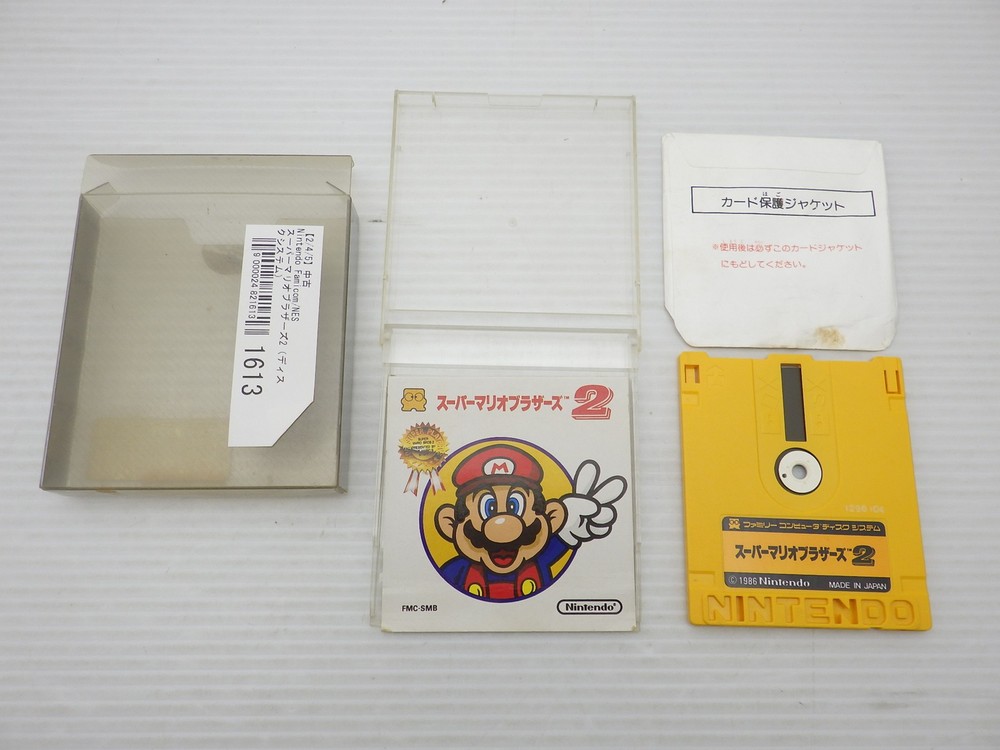 【2/4/5】中古
Nintendo Famicom/NES
スーパーマリオブラザーズ2（ディス
クシステム）
9000024821613
1613
スーパーマリオブラザーズ™2
M
FMC-SMB
Nintendo®
カード保護ジャケット
ほご
※使用後は必ずこのカードジャケット
にもどしてください。
ファミリー コンピュータ ディスク システム
スーパーマリオブラザーズ™2
©1986 Nintendo MADE IN JAPAN
NINTENDO